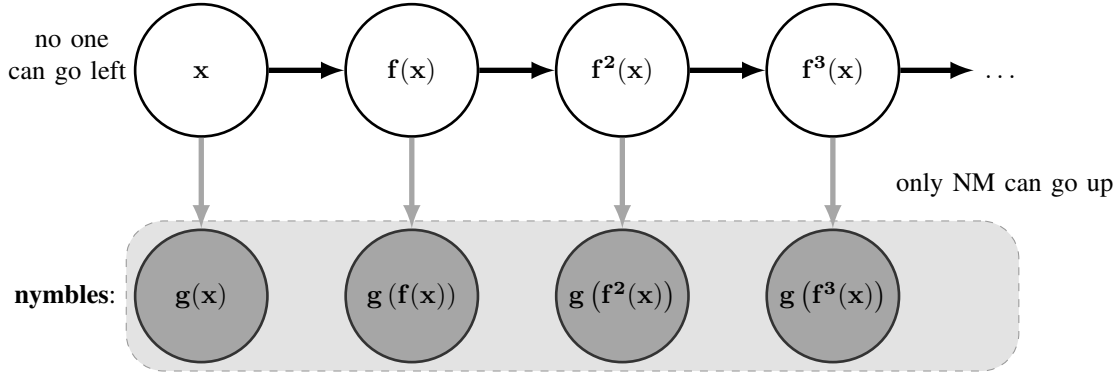 no one
can go left
x
f(x)
f²(x)
f³(x)
...
only NM can go up
nymbles:
g(x)
g (f(x))
g (f²(x))
g (f³(x))